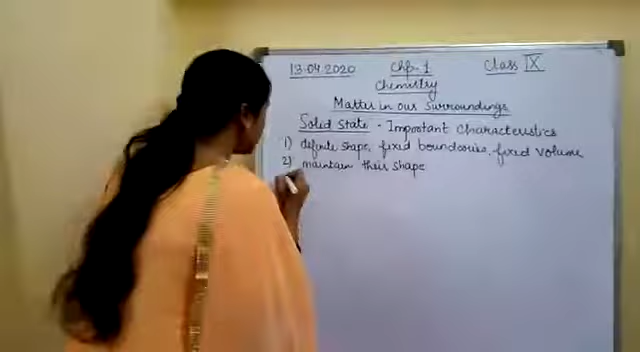 13.04.2020 Chp-1 Class IX
Chemistry
Matter in our Surroundings
Solid State - Important Characteristics
1) definite shape, fixed boundaries, fixed volume
2) maintain their shape